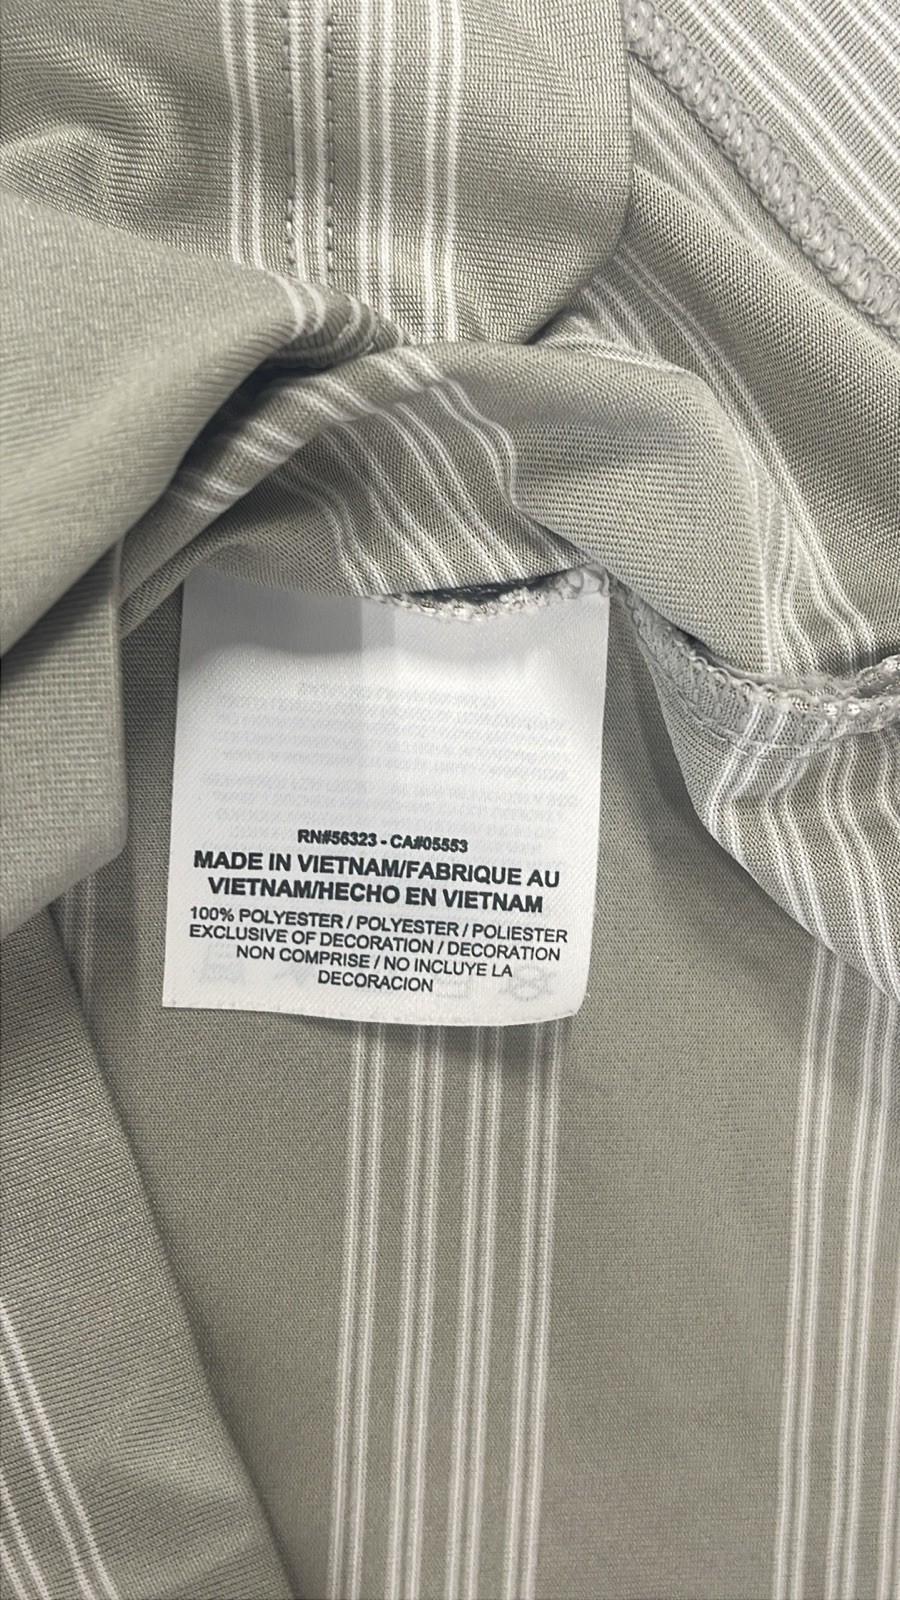 RN#56323 - CA#05553
MADE IN VIETNAM/FABRIQUE AU
VIETNAM/HECHO EN VIETNAM
100% POLYESTER / POLYESTER / POLIESTER
EXCLUSIVE OF DECORATION / DECORATION
NON COMPRISE / NO INCLUYE LA
DECORACION